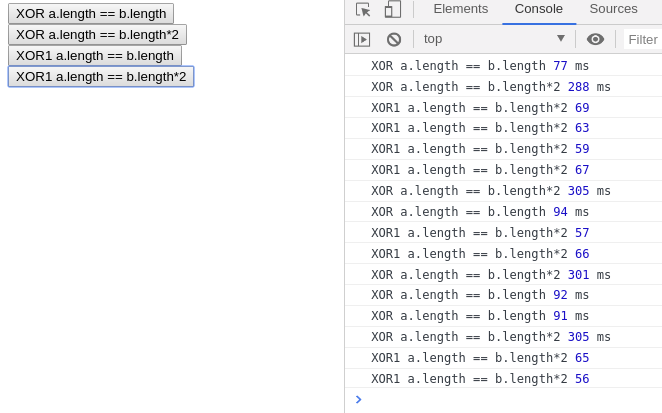 XOR a.length == b.length
XOR a.length == b.length*2
XOR1 a.length == b.length
XOR1 a.length == b.length*2
Elements Console Sources
top Filter
XOR a.length == b.length 77 ms
XOR a.length == b.length*2 288 ms
XOR1 a.length == b.length*2 69
XOR1 a.length == b.length*2 63
XOR1 a.length == b.length*2 59
XOR1 a.length == b.length*2 67
XOR a.length == b.length*2 305 ms
XOR a.length == b.length 94 ms
XOR1 a.length == b.length*2 57
XOR1 a.length == b.length*2 66
XOR a.length == b.length*2 301 ms
XOR a.length == b.length 92 ms
XOR a.length == b.length 91 ms
XOR a.length == b.length*2 305 ms
XOR1 a.length == b.length*2 65
XOR1 a.length == b.length*2 56